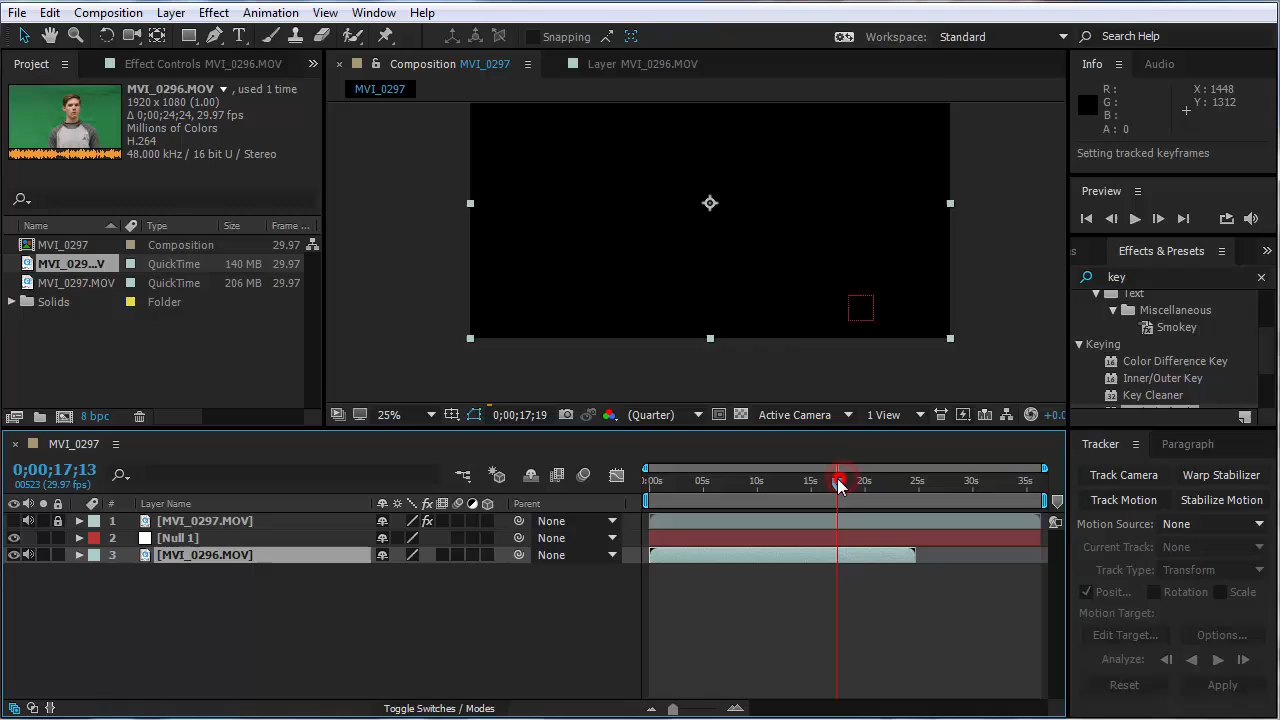 File Edit Composition Layer Effect Animation View Window Help
Snapping Workspace: Standard Search Help
Project Effect Controls MVI_0296.MOV Composition MVI_0297 Layer MVI_0296.MOV Info Audio
MVI_0296.MOV , used 1 time
1920 x 1080 (1.00)
Δ 0;00;24;24, 29.97 fps
Millions of Colors
H.264
48.000 kHz / 16 bit U / Stereo
MVI_0297
R :
G :
B :
A : 0
X : 1448
Y : 1312
Setting tracked keyframes
Preview
Name Type Size Frame ...
MVI_0297 Composition 29.97
MVI_029...V QuickTime 140 MB 29.97
MVI_0297.MOV QuickTime 206 MB 29.97
Solids Folder
Effects & Presets
key
Text
Miscellaneous
Smokey
Keying
Color Difference Key
Inner/Outer Key
Key Cleaner
8 bpc
25% 0;00;17;19 (Quarter) Active Camera 1 View +0.0
MVI_0297
0;00;17;13
00523 (29.97 fps)
0:00s 05s 10s 15s 20s 25s 30s 35s
# Layer Name Parent
1 [MVI_0297.MOV] None
2 [Null 1] None
3 [MVI_0296.MOV] None
Toggle Switches / Modes
Tracker Paragraph
Track Camera Warp Stabilizer
Track Motion Stabilize Motion
Motion Source: None
Current Track: None
Track Type: Transform
Posit... Rotation Scale
Motion Target:
Edit Target... Options...
Analyze:
Reset Apply